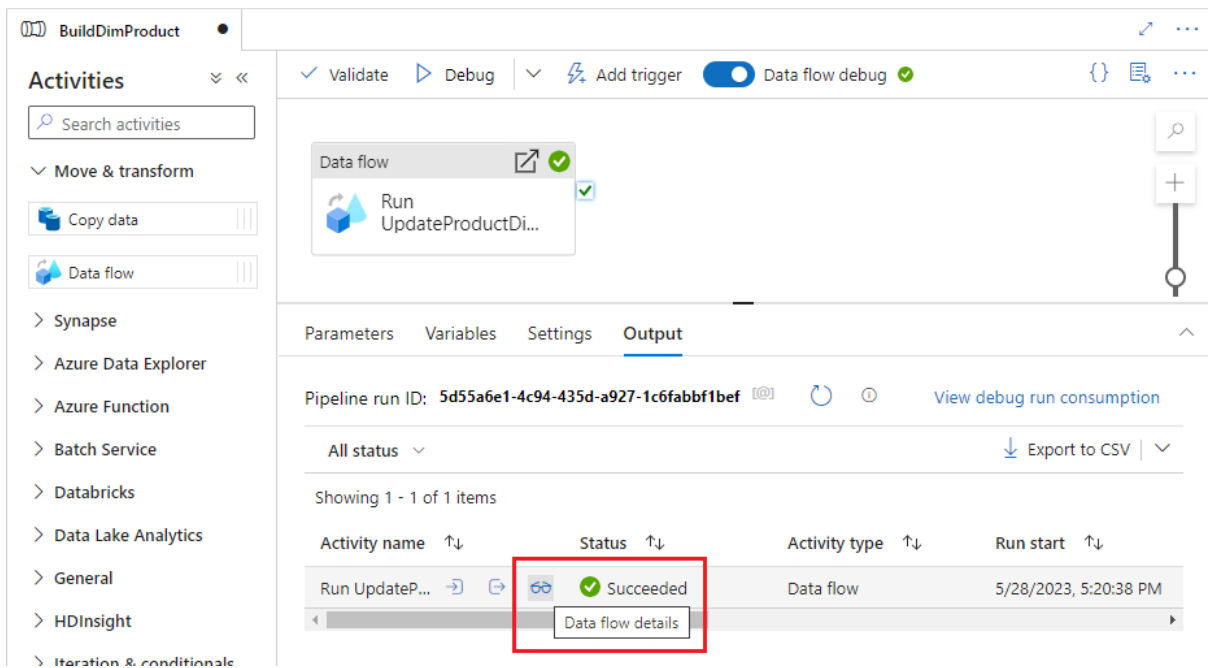 BuildDimProduct
Activities
Search activities
Move & transform
Copy data
Data flow
Synapse
Azure Data Explorer
Azure Function
Batch Service
Databricks
Data Lake Analytics
General
HDInsight
Iteration & conditionals
Validate Debug Add trigger Data flow debug {}
Data flow
Run
UpdateProductDi...
Parameters Variables Settings Output
Pipeline run ID: 5d55a6e1-4c94-435d-a927-1c6fabbf1bef [@] View debug run consumption
All status Export to CSV
Showing 1 - 1 of 1 items
Activity name Status Activity type Run start
Run UpdateP... Succeeded Data flow 5/28/2023, 5:20:38 PM
Data flow details